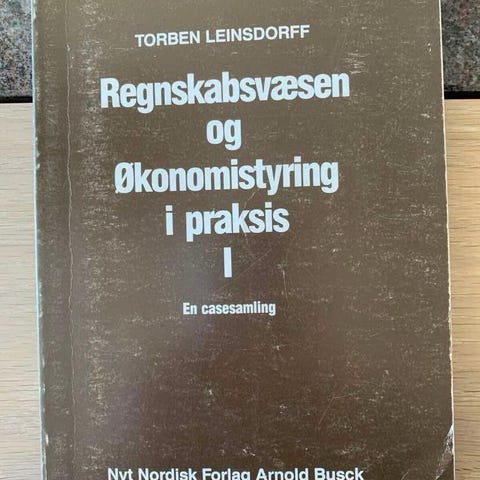 TORBEN LEINSDORFF
Regnskabsvæsen
og
Økonomistyring
i praksis
I
En casesamling
Nyt Nordisk Forlag Arnold Busck